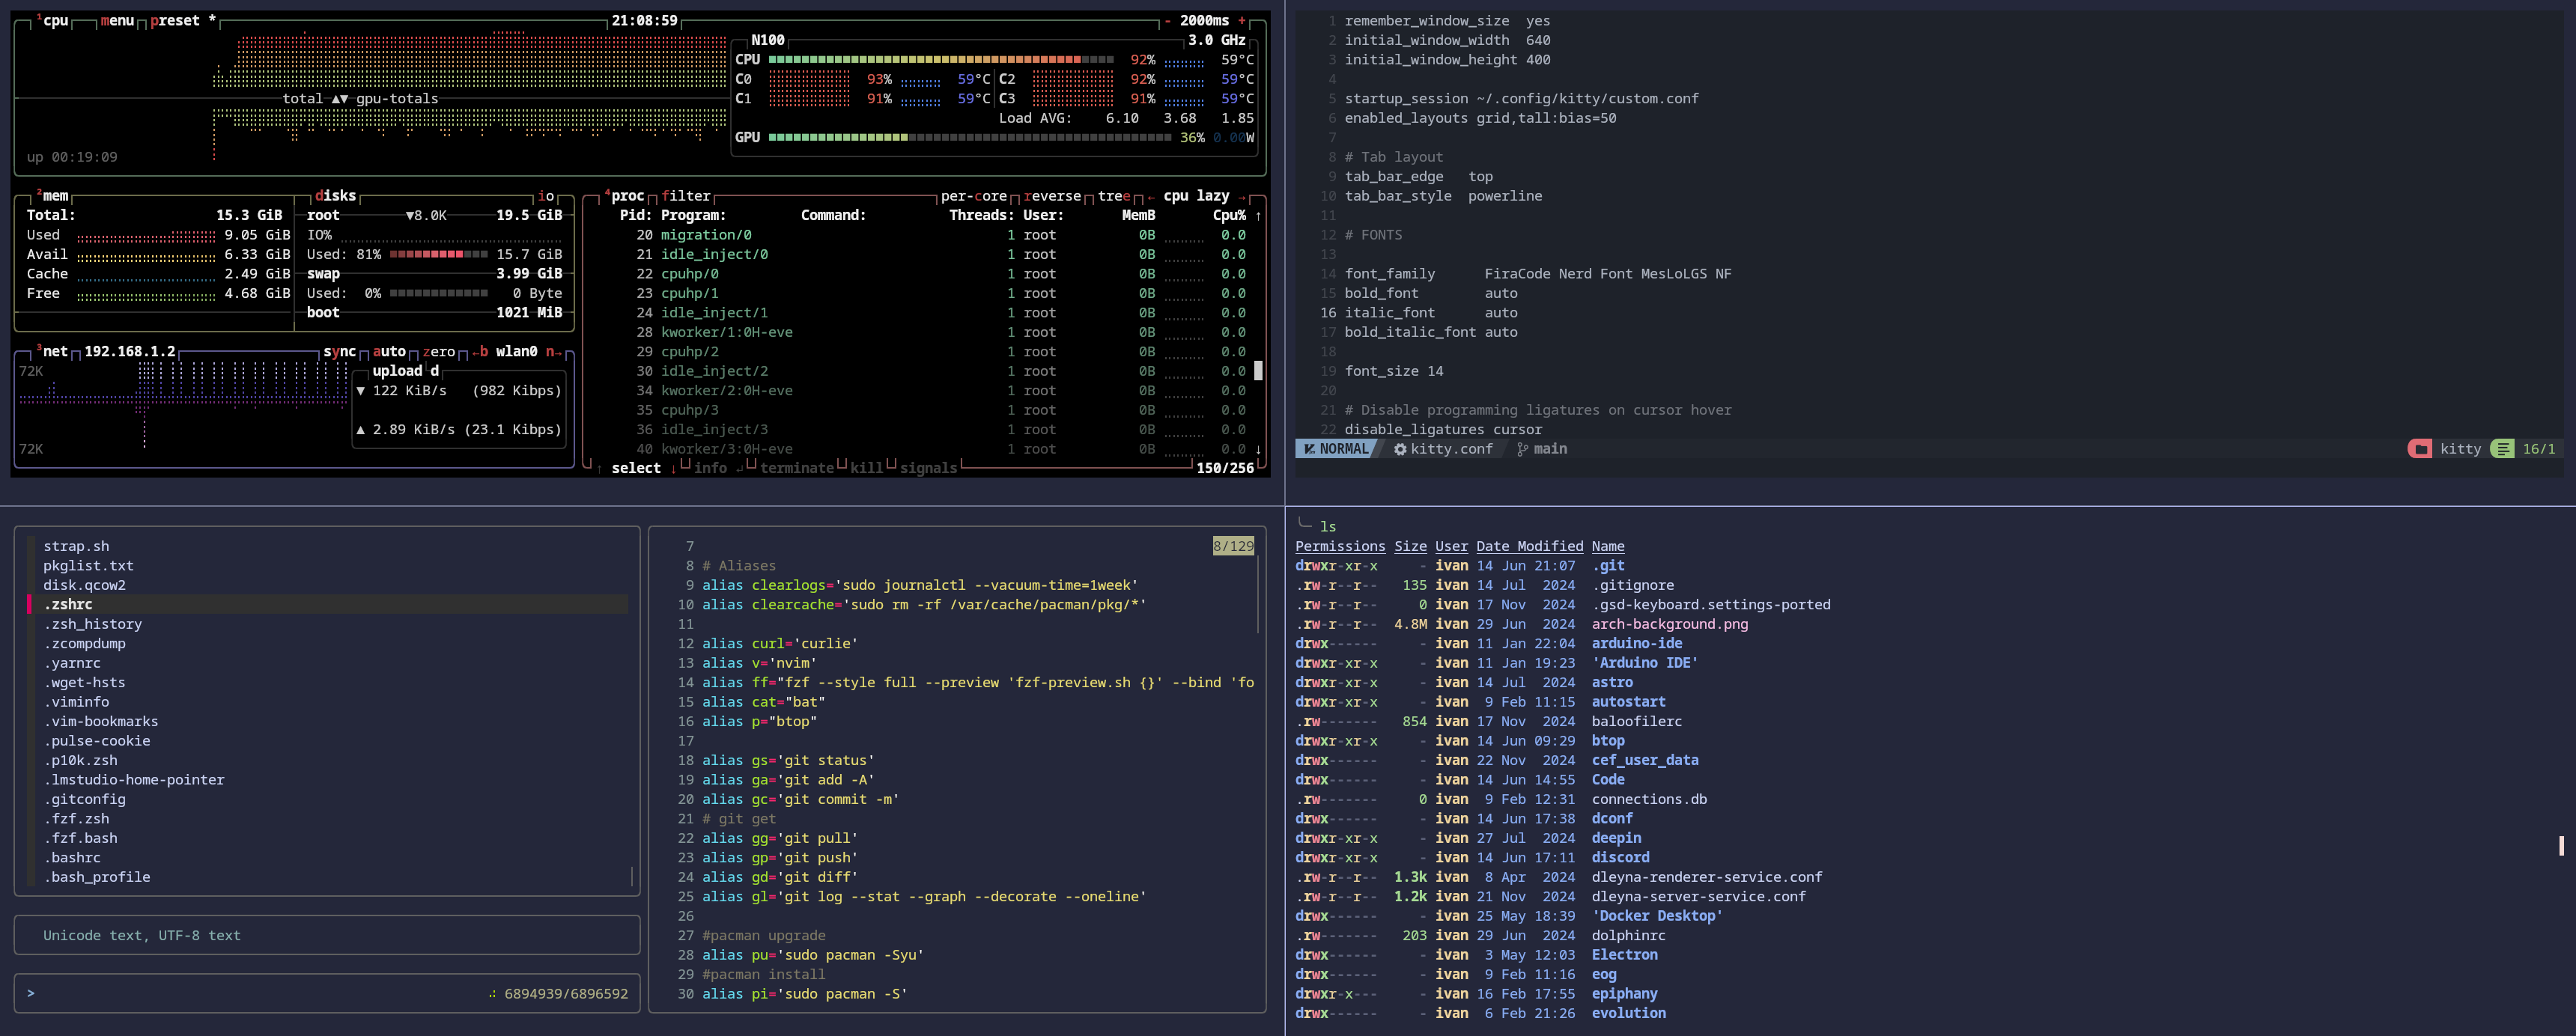 ¹cpu menu preset * 21:08:59 - 2000ms +
N100 3.0 GHz
CPU 92% 59°C
C0 93% 59°C C2 92% 59°C
total ▲▼ gpu-totals
C1 91% 59°C C3 91% 59°C
Load AVG: 6.10 3.68 1.85
GPU 36% 0.00W
up 00:19:09
²mem disks io
Total: 15.3 GiB
Used 9.05 GiB
Avail 6.33 GiB
Cache 2.49 GiB
Free 4.68 GiB
root ▼8.0K 19.5 GiB
IO%
Used: 81% 15.7 GiB
swap 3.99 GiB
Used: 0% 0 Byte
boot 1021 MiB
³net 192.168.1.2 sync auto zero ←b wlan0 n→
72K
upload d
▼ 122 KiB/s (982 Kibps)
▲ 2.89 KiB/s (23.1 Kibps)
72K
⁴proc filter per-core reverse tree ← cpu lazy →
Pid: Program: Command: Threads: User: MemB Cpu% ↑
20 migration/0 1 root 0B 0.0
21 idle_inject/0 1 root 0B 0.0
22 cpuhp/0 1 root 0B 0.0
23 cpuhp/1 1 root 0B 0.0
24 idle_inject/1 1 root 0B 0.0
28 kworker/1:0H-eve 1 root 0B 0.0
29 cpuhp/2 1 root 0B 0.0
30 idle_inject/2 1 root 0B 0.0
34 kworker/2:0H-eve 1 root 0B 0.0
35 cpuhp/3 1 root 0B 0.0
36 idle_inject/3 1 root 0B 0.0
40 kworker/3:0H-eve 1 root 0B 0.0 ↓
↑ select ↓ info ↲ terminate kill signals 150/256
1 remember_window_size yes
2 initial_window_width 640
3 initial_window_height 400
4
5 startup_session ~/.config/kitty/custom.conf
6 enabled_layouts grid,tall:bias=50
7
8 # Tab layout
9 tab_bar_edge top
10 tab_bar_style powerline
11
12 # FONTS
13
14 font_family FiraCode Nerd Font MesLoLGS NF
15 bold_font auto
16 italic_font auto
17 bold_italic_font auto
18
19 font_size 14
20
21 # Disable programming ligatures on cursor hover
22 disable_ligatures cursor
NORMAL kitty.conf main kitty 16/1
strap.sh
pkglist.txt
disk.qcow2
.zshrc
.zsh_history
.zcompdump
.yarnrc
.wget-hsts
.viminfo
.vim-bookmarks
.pulse-cookie
.p10k.zsh
.lmstudio-home-pointer
.gitconfig
.fzf.zsh
.fzf.bash
.bashrc
.bash_profile
Unicode text, UTF-8 text
> 6894939/6896592
7 8/129
8 # Aliases
9 alias clearlogs='sudo journalctl --vacuum-time=1week'
10 alias clearcache='sudo rm -rf /var/cache/pacman/pkg/*'
11
12 alias curl='curlie'
13 alias v='nvim'
14 alias ff="fzf --style full --preview 'fzf-preview.sh {}' --bind 'fo
15 alias cat="bat"
16 alias p="btop"
17
18 alias gs='git status'
19 alias ga='git add -A'
20 alias gc='git commit -m'
21 # git get
22 alias gg='git pull'
23 alias gp='git push'
24 alias gd='git diff'
25 alias gl='git log --stat --graph --decorate --oneline'
26
27 #pacman upgrade
28 alias pu='sudo pacman -Syu'
29 #pacman install
30 alias pi='sudo pacman -S'
╰─ ls
Permissions Size User Date Modified Name
drwxr-xr-x - ivan 14 Jun 21:07 .git
.rw-r--r-- 135 ivan 14 Jul 2024 .gitignore
.rw-r--r-- 0 ivan 17 Nov 2024 .gsd-keyboard.settings-ported
.rw-r--r-- 4.8M ivan 29 Jun 2024 arch-background.png
drwx------ - ivan 11 Jan 22:04 arduino-ide
drwxr-xr-x - ivan 11 Jan 19:23 'Arduino IDE'
drwxr-xr-x - ivan 14 Jul 2024 astro
drwxr-xr-x - ivan 9 Feb 11:15 autostart
.rw------- 854 ivan 17 Nov 2024 baloofilerc
drwxr-xr-x - ivan 14 Jun 09:29 btop
drwx------ - ivan 22 Nov 2024 cef_user_data
drwx------ - ivan 14 Jun 14:55 Code
.rw------- 0 ivan 9 Feb 12:31 connections.db
drwx------ - ivan 14 Jun 17:38 dconf
drwxr-xr-x - ivan 27 Jul 2024 deepin
drwxr-xr-x - ivan 14 Jun 17:11 discord
.rw-r--r-- 1.3k ivan 8 Apr 2024 dleyna-renderer-service.conf
.rw-r--r-- 1.2k ivan 21 Nov 2024 dleyna-server-service.conf
drwx------ - ivan 25 May 18:39 'Docker Desktop'
.rw------- 203 ivan 29 Jun 2024 dolphinrc
drwx------ - ivan 3 May 12:03 Electron
drwx------ - ivan 9 Feb 11:16 eog
drwxr-x--- - ivan 16 Feb 17:55 epiphany
drwx------ - ivan 6 Feb 21:26 evolution